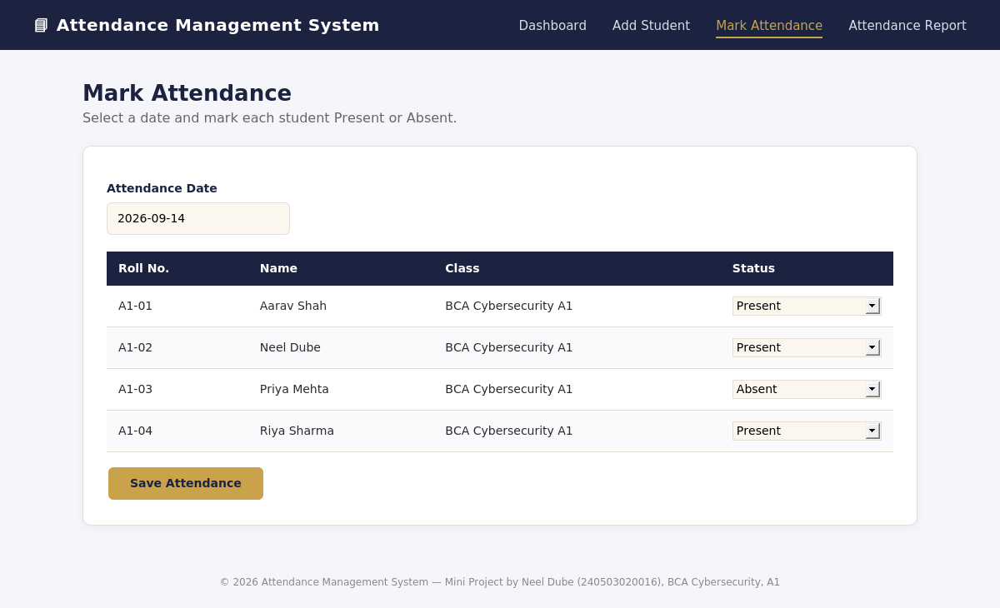 Attendance Management System Dashboard Add Student Mark Attendance Attendance Report
Mark Attendance
Select a date and mark each student Present or Absent.
Attendance Date
2026-09-14
Roll No. Name Class Status
A1-01 Aarav Shah BCA Cybersecurity A1 Present
A1-02 Neel Dube BCA Cybersecurity A1 Present
A1-03 Priya Mehta BCA Cybersecurity A1 Absent
A1-04 Riya Sharma BCA Cybersecurity A1 Present
Save Attendance
© 2026 Attendance Management System — Mini Project by Neel Dube (240503020016), BCA Cybersecurity, A1